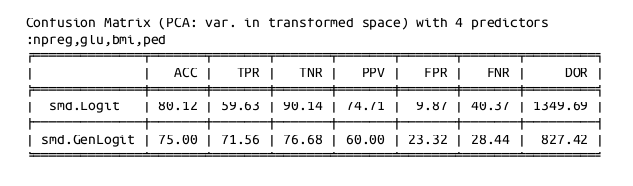 Confusion Matrix (PCA: var. in transformed space) with 4 predictors
:npreg,glu,bmi,ped
| | ACC | TPR | TNR | PPV | FPR | FNR | DOR |
| smd.Logit | 80.12 | 59.63 | 90.14 | 74.71 | 9.87 | 40.37 | 1349.69 |
| smd.GenLogit | 75.00 | 71.56 | 76.68 | 60.00 | 23.32 | 28.44 | 827.42 |